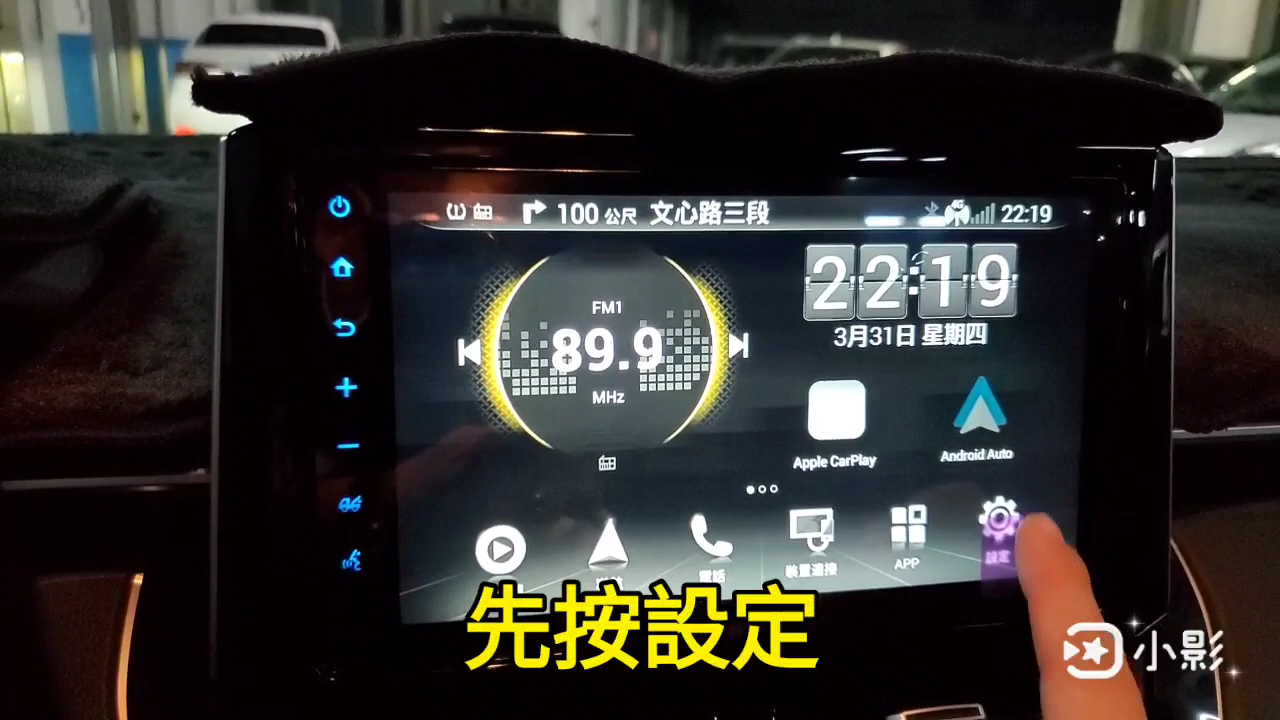 100 公尺 文心路三段
4G
22:19
FM1
89.9
MHz
22:19
3月31日 星期四
Apple CarPlay
Android Auto
電話
裝置連接
APP
設定
先按設定
小影